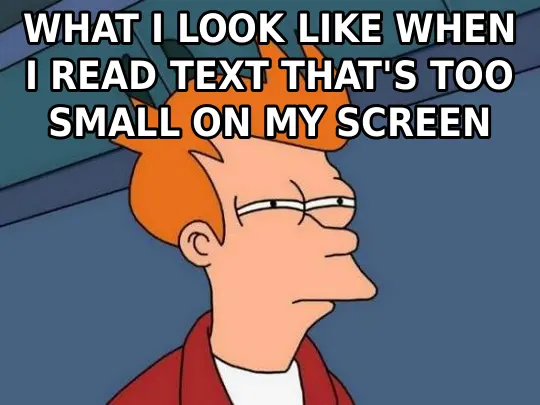 WHAT I LOOK LIKE WHEN
I READ TEXT THAT'S TOO
SMALL ON MY SCREEN